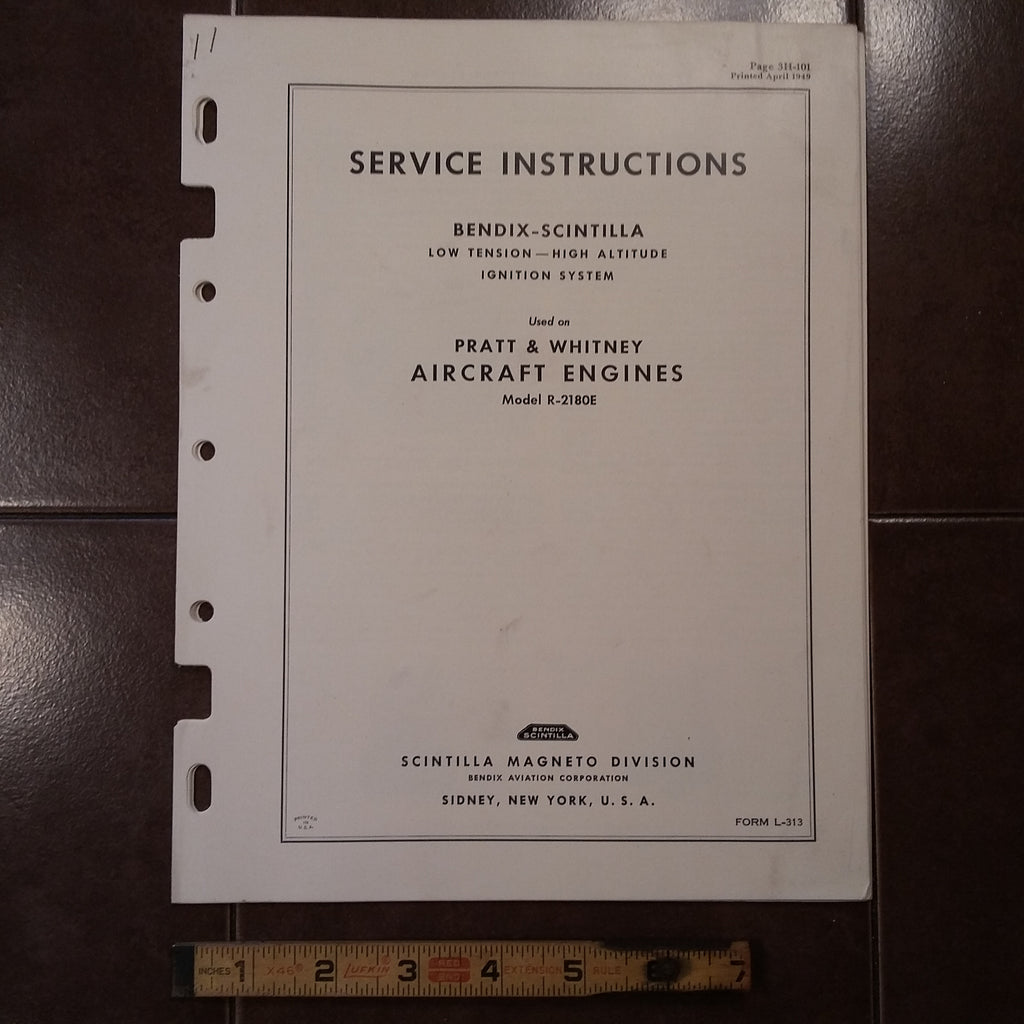 Page 3H-101
Printed April 1949
SERVICE INSTRUCTIONS
BENDIX-SCINTILLA
LOW TENSION — HIGH ALTITUDE
IGNITION SYSTEM
Used on
PRATT & WHITNEY
AIRCRAFT ENGINES
Model R-2180E
BENDIX
SCINTILLA
SCINTILLA MAGNETO DIVISION
BENDIX AVIATION CORPORATION
SIDNEY, NEW YORK, U. S. A.
PRINTED
IN
U.S.A.
FORM L-313
INCHES 1 X46 2 LUFKIN 3 RED 4 EXTENSION 5 RULE 6 7